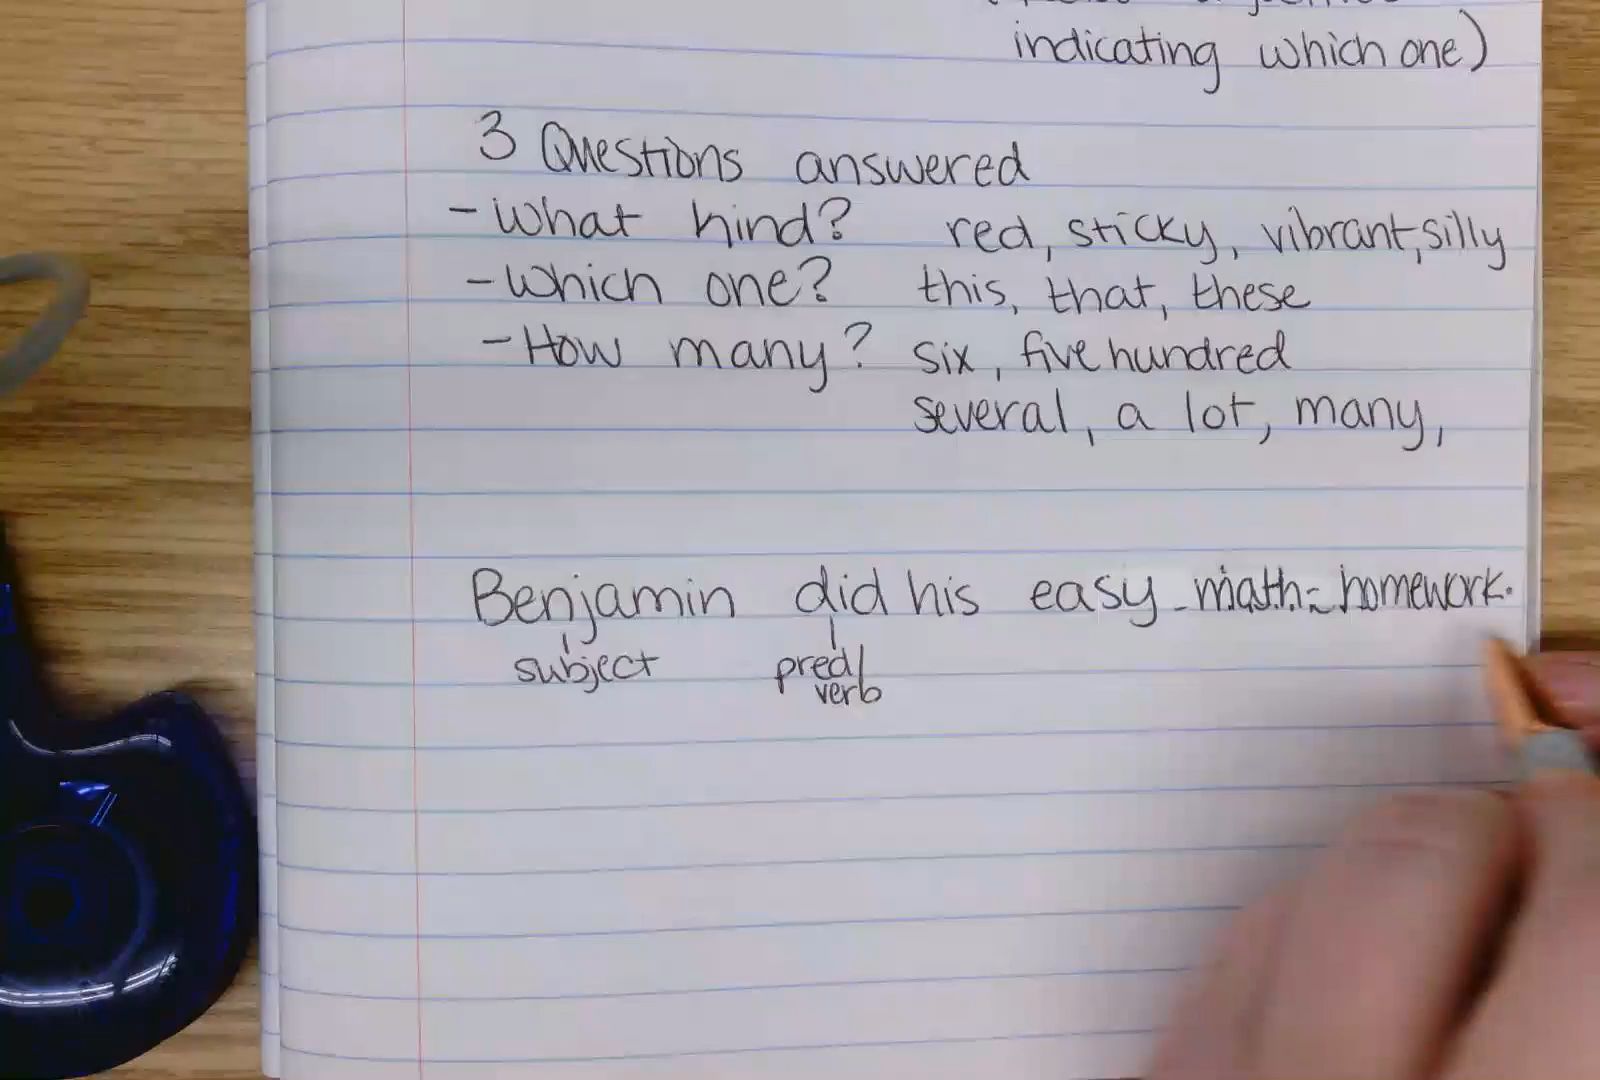 indicating which one)
3 Questions answered
- What kind? red, sticky, vibrant, silly
- Which one? this, that, these
- How many? six, five hundred
several, a lot, many,
Benjamin did his easy math homework.
subject pred/
verb